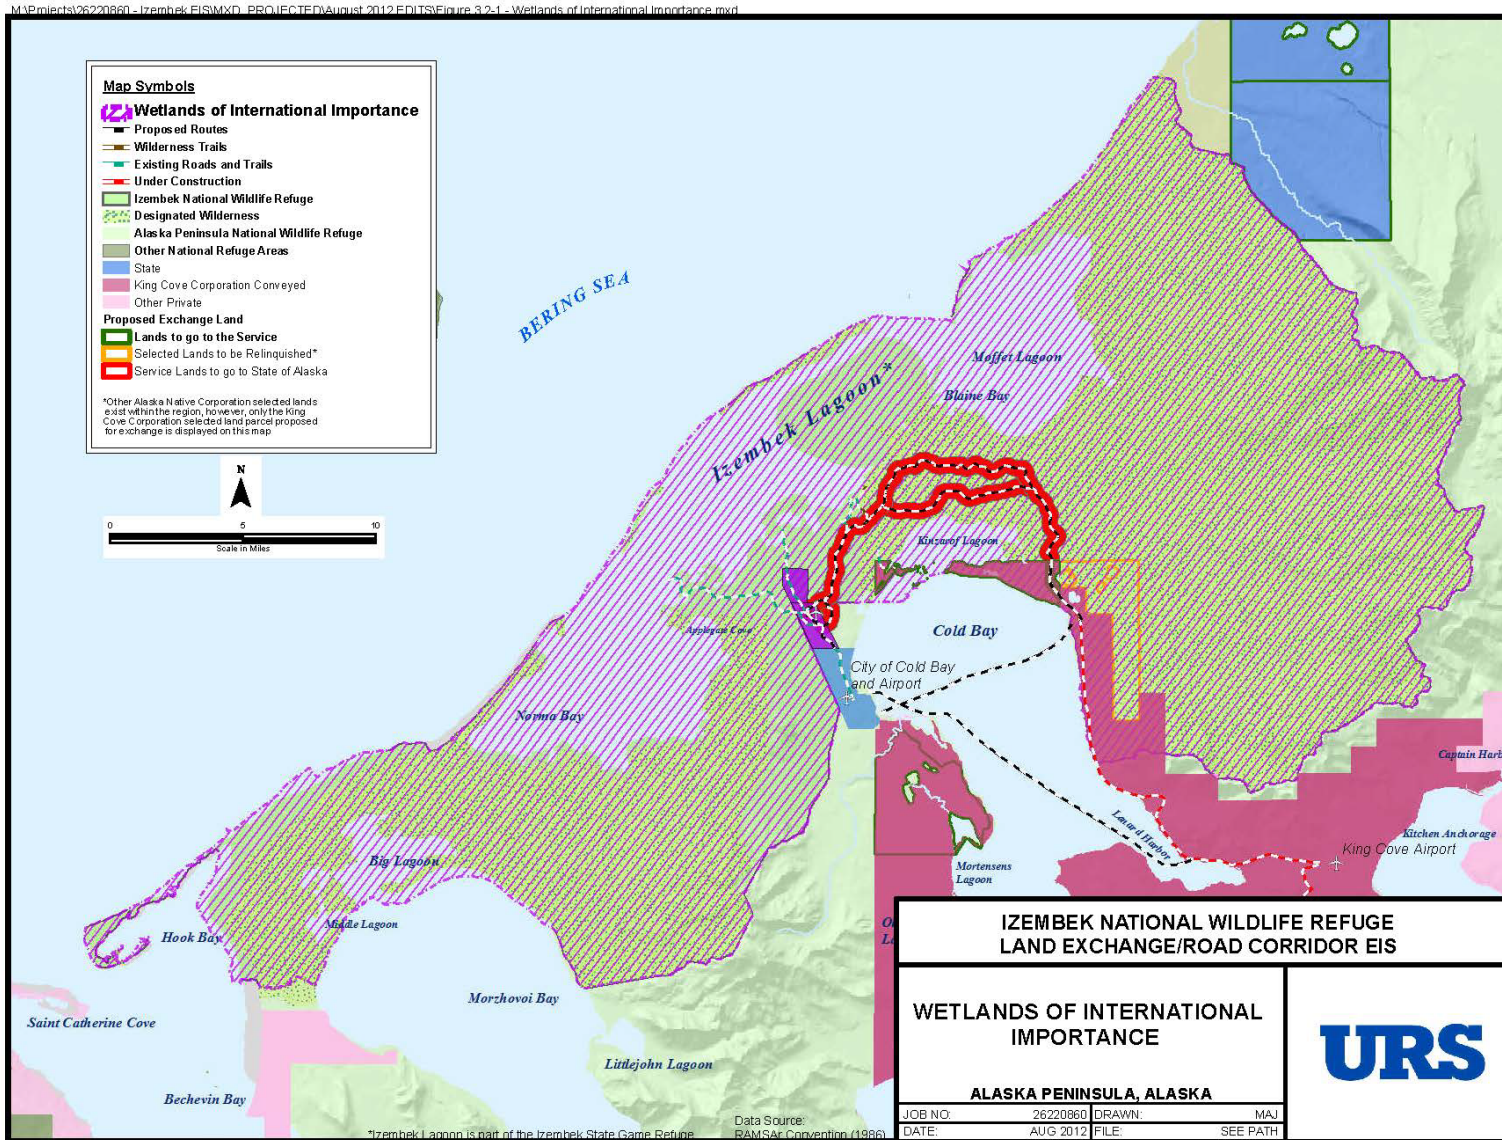 M:\Projects\26220860 - Izembek EIS\MXD_PROJECTED\August 2012 EDITS\Figure 3.2-1 - Wetlands of International Importance.mxd
Map Symbols
Wetlands of International Importance
Proposed Routes
Wilderness Trails
Existing Roads and Trails
Under Construction
Izembek National Wildlife Refuge
Designated Wilderness
Alaska Peninsula National Wildlife Refuge
Other National Refuge Areas
State
King Cove Corporation Conveyed
Other Private
Proposed Exchange Land
Lands to go to the Service
Selected Lands to be Relinquished*
Service Lands to go to State of Alaska
*Other Alaska Native Corporation selected lands
exist within the region, however, only the King
Cove Corporation selected land parcel proposed
for exchange is displayed on this map
N
0 5 10
Scale in Miles
BERING SEA
Moffet Lagoon
Blaine Bay
Izembek Lagoon*
Kinzarof Lagoon
Applegate Cove
Cold Bay
City of Cold Bay
and Airport
Norma Bay
Captain Harb
Lenard Harbor
Kitchen Anchorage
King Cove Airport
Big Lagoon
Mortensens
Lagoon
Middle Lagoon
Hook Bay
Morzhovoi Bay
Saint Catherine Cove
Littlejohn Lagoon
Bechevin Bay
*Izembek Lagoon is part of the Izembek State Game Refuge
Data Source:
RAMSAr Convention (1986)
IZEMBEK NATIONAL WILDLIFE REFUGE
LAND EXCHANGE/ROAD CORRIDOR EIS
WETLANDS OF INTERNATIONAL
IMPORTANCE
ALASKA PENINSULA, ALASKA
JOB NO: 26220860 DRAWN: MAJ
DATE: AUG 2012 FILE: SEE PATH
URS